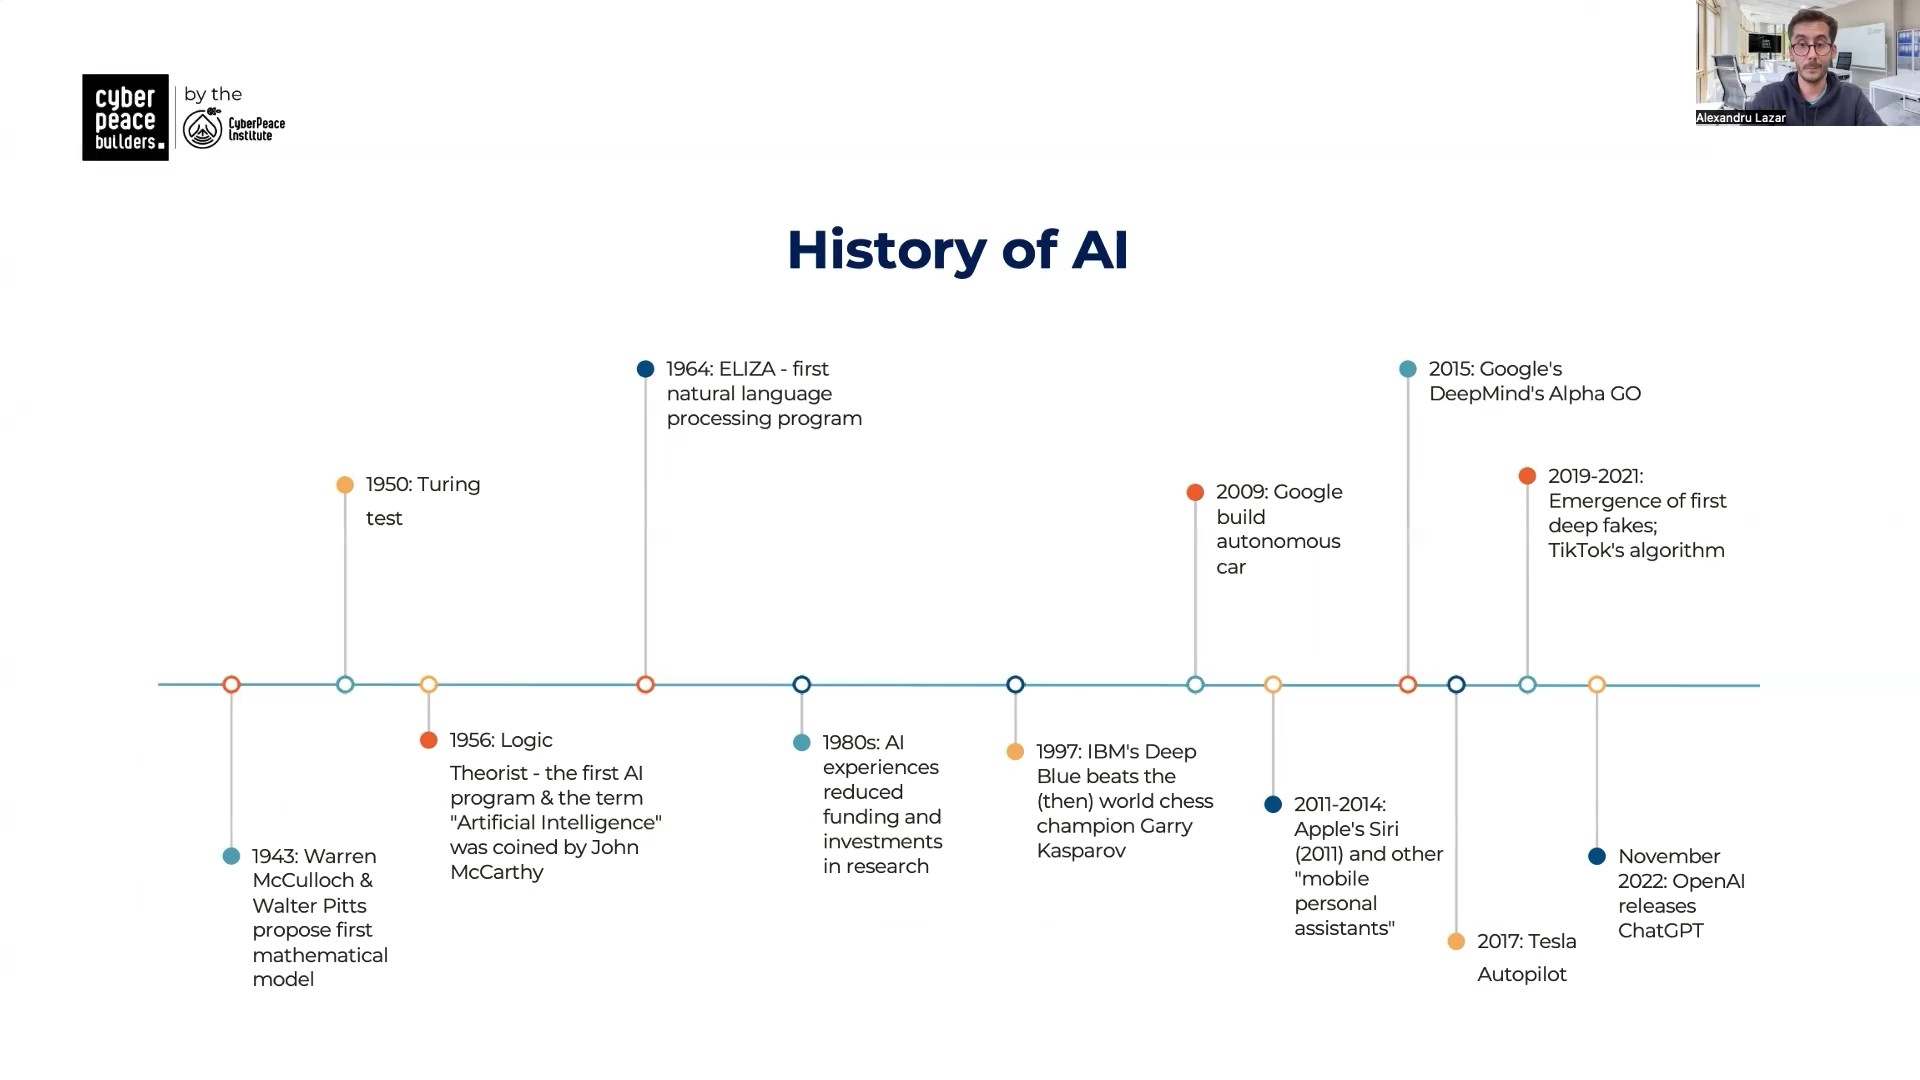 cyber
peace
builders.
by the
CyberPeace
Institute
Alexandru Lazar
History of AI
1964: ELIZA - first
natural language
processing program
2015: Google's
DeepMind's Alpha GO
1950: Turing
test
2009: Google
build
autonomous
car
2019-2021:
Emergence of first
deep fakes;
TikTok's algorithm
1943: Warren
McCulloch &
Walter Pitts
propose first
mathematical
model
1956: Logic
Theorist - the first AI
program & the term
"Artificial Intelligence"
was coined by John
McCarthy
1980s: AI
experiences
reduced
funding and
investments
in research
1997: IBM's Deep
Blue beats the
(then) world chess
champion Garry
Kasparov
2011-2014:
Apple's Siri
(2011) and other
"mobile
personal
assistants"
2017: Tesla
Autopilot
November
2022: OpenAI
releases
ChatGPT